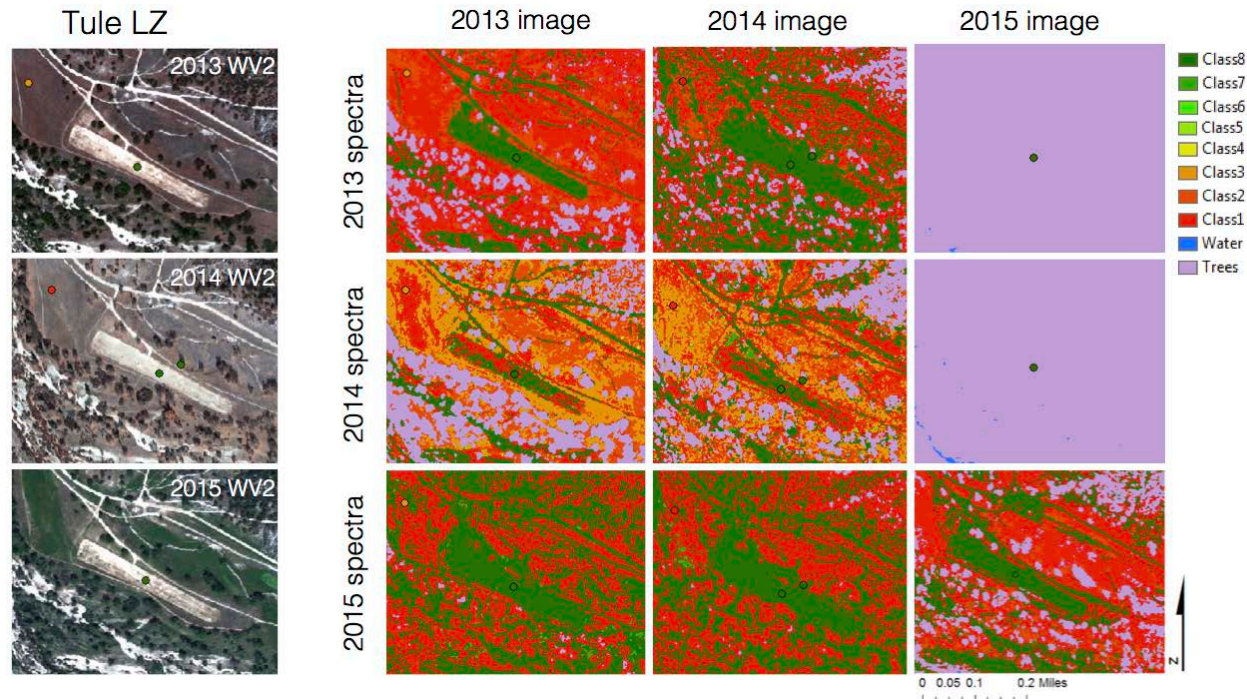 Tule LZ
2013 image
2014 image
2015 image
2013 WV2
2014 WV2
2015 WV2
2013 spectra
2014 spectra
2015 spectra
Class8
Class7
Class6
Class5
Class4
Class3
Class2
Class1
Water
Trees
N
0 0.05 0.1 0.2 Miles